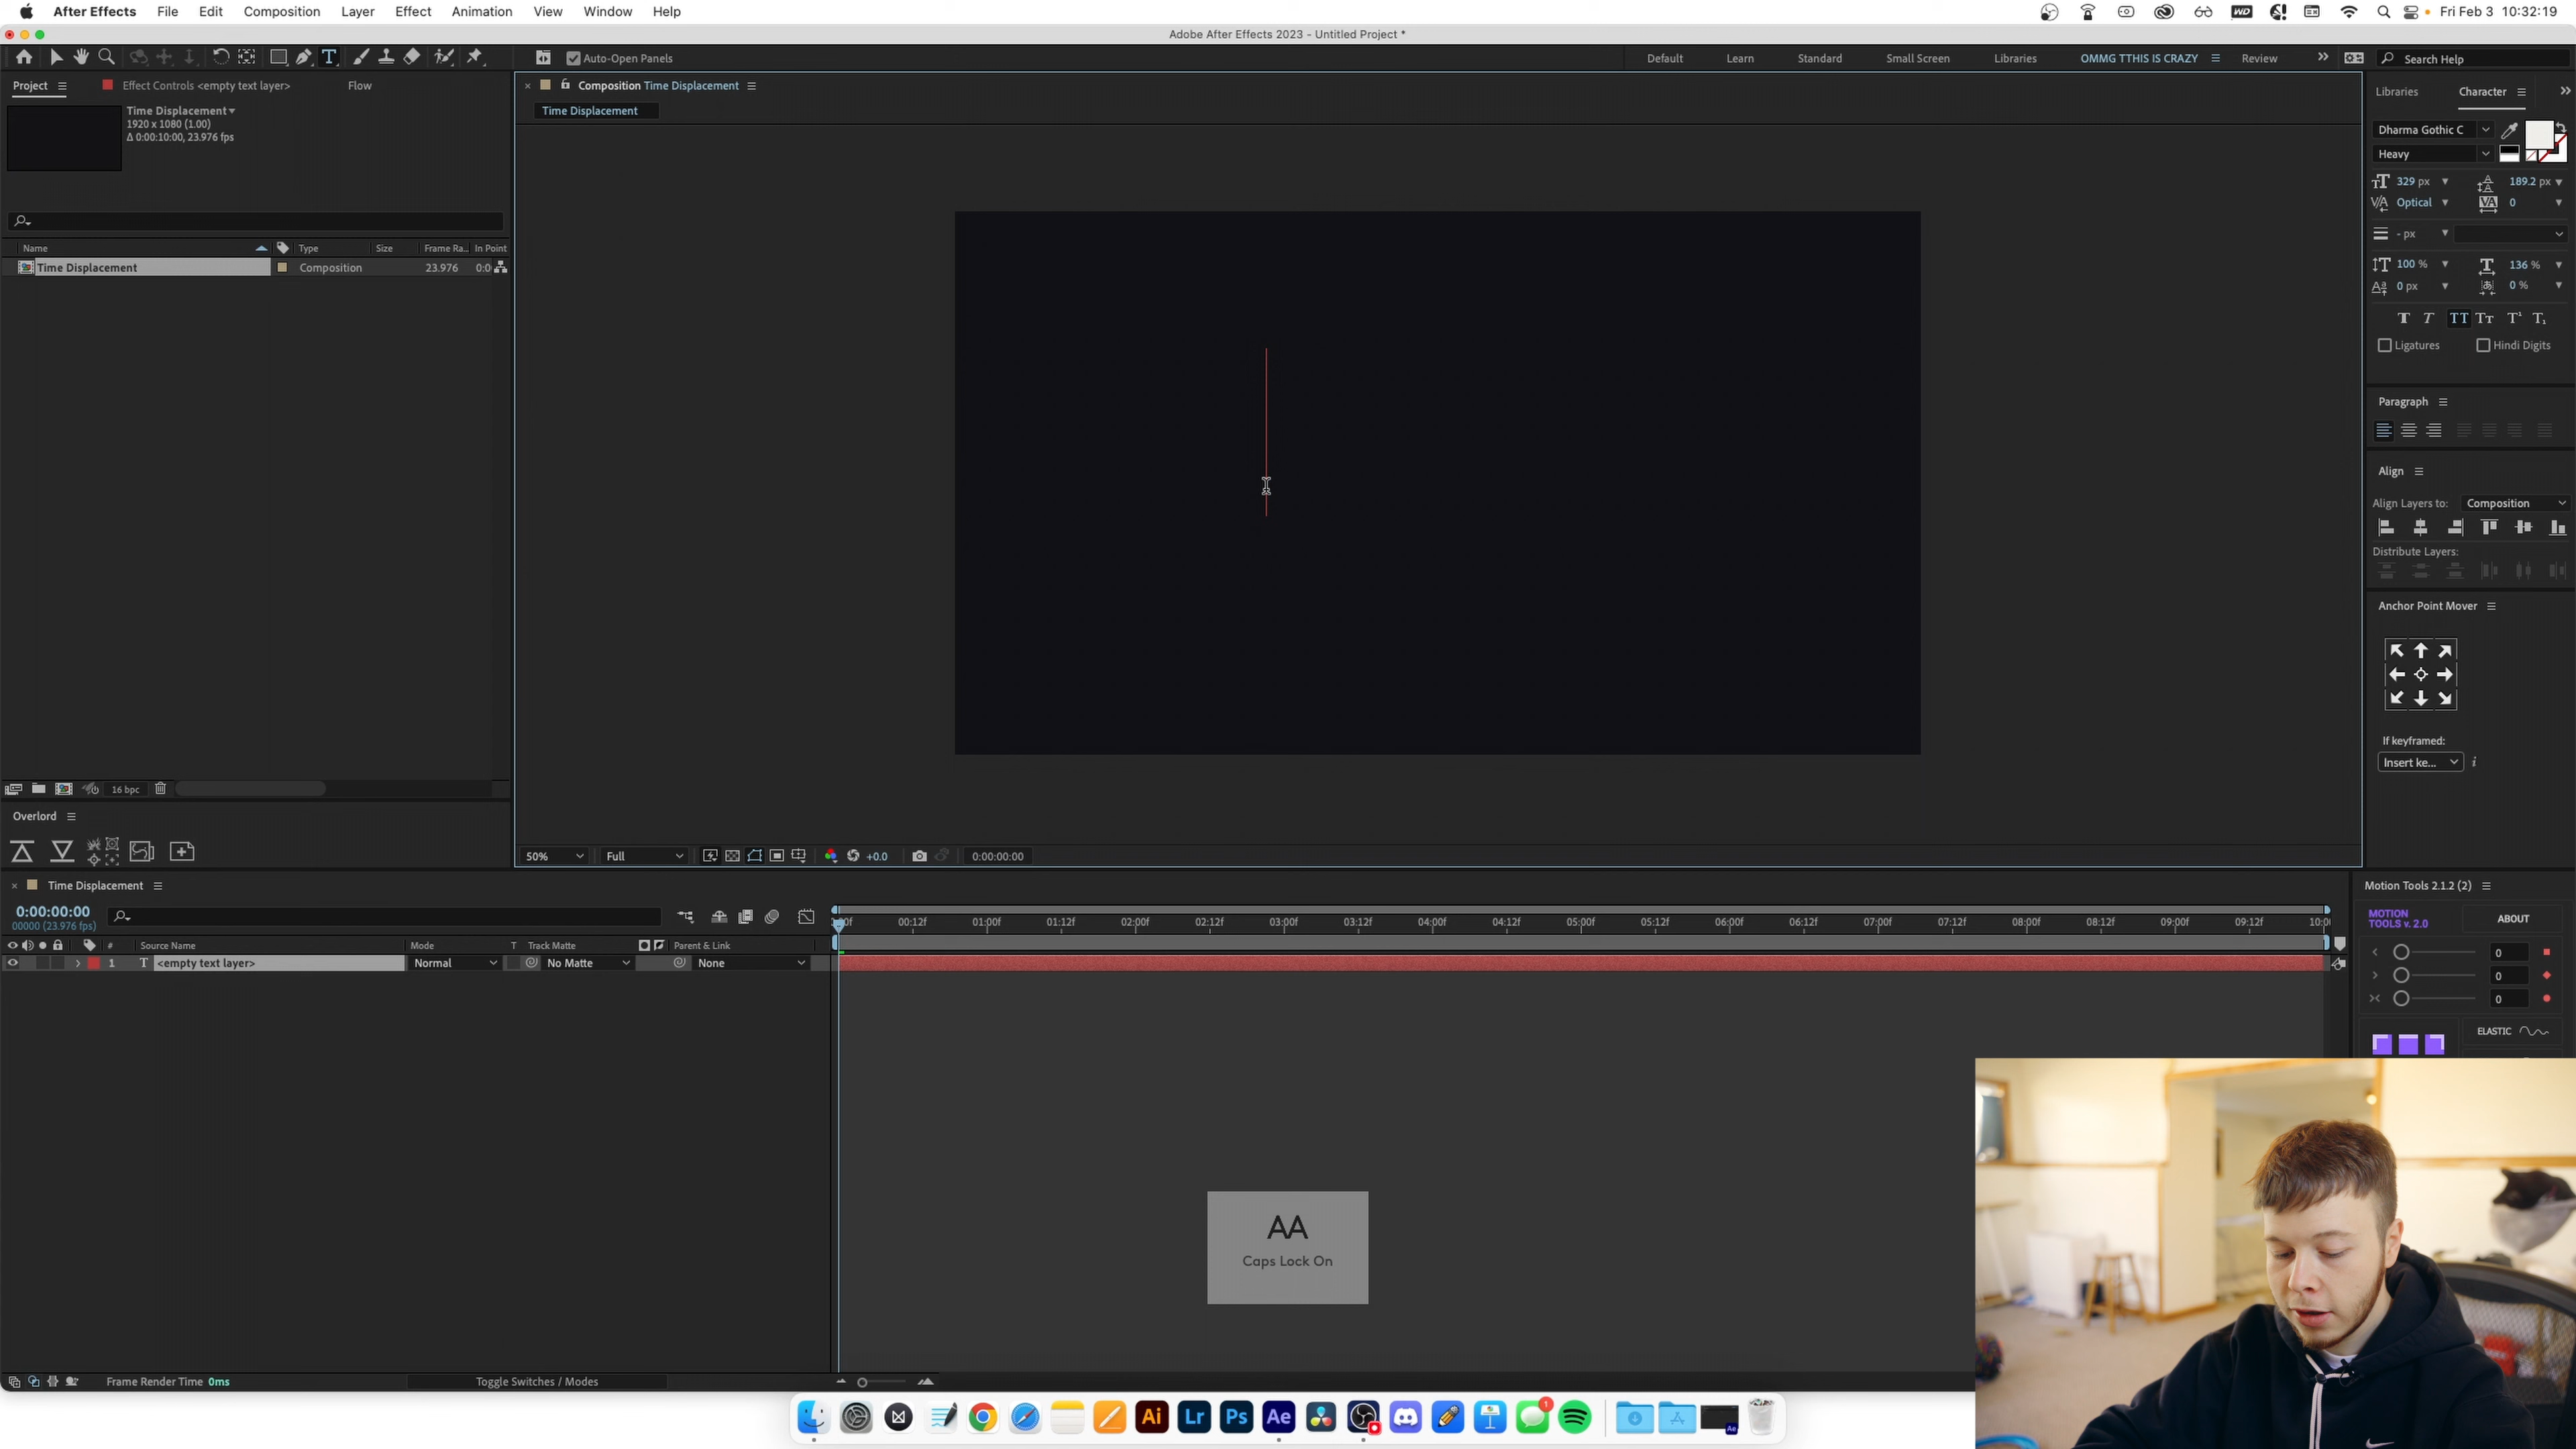 After Effects File Edit Composition Layer Effect Animation View Window Help
WD
Fri Feb 3 10:32:19
Adobe After Effects 2023 - Untitled Project *
T Auto-Open Panels
Default Learn Standard Small Screen Libraries OMMG TTHIS IS CRAZY Review Search Help
Project Effect Controls <empty text layer> Flow
Time Displacement
1920 x 1080 (1.00)
Δ 0:00:10:00, 23.976 fps
Name Type Size Frame Ra... In Point
Time Displacement Composition 23.976 0:0
16 bpc
Overlord
Composition Time Displacement
Time Displacement
50% Full +0.0 0:00:00:00
Libraries Character
Dharma Gothic C
Heavy
329 px 189.2 px
Optical 0
- px
100 % 136 %
0 px 0 %
T T TT Tт T¹ T₁
Ligatures Hindi Digits
Paragraph
Align
Align Layers to: Composition
Distribute Layers:
Anchor Point Mover
If keyframed:
Insert ke... i
Time Displacement
0:00:00:00
00000 (23.976 fps)
# Source Name Mode T Track Matte Parent & Link
1 T <empty text layer> Normal No Matte None
00:12f 01:00f 01:12f 02:00f 02:12f 03:00f 03:12f 04:00f 04:12f 05:00f 05:12f 06:00f 06:12f 07:00f 07:12f 08:00f 08:12f 09:00f 09:12f
Motion Tools 2.1.2 (2)
MOTION
TOOLS v. 2.0
ABOUT
0
0
0
ELASTIC
AA
Caps Lock On
Frame Render Time 0ms Toggle Switches / Modes
Ai Lr Ps Ae 1 Ae